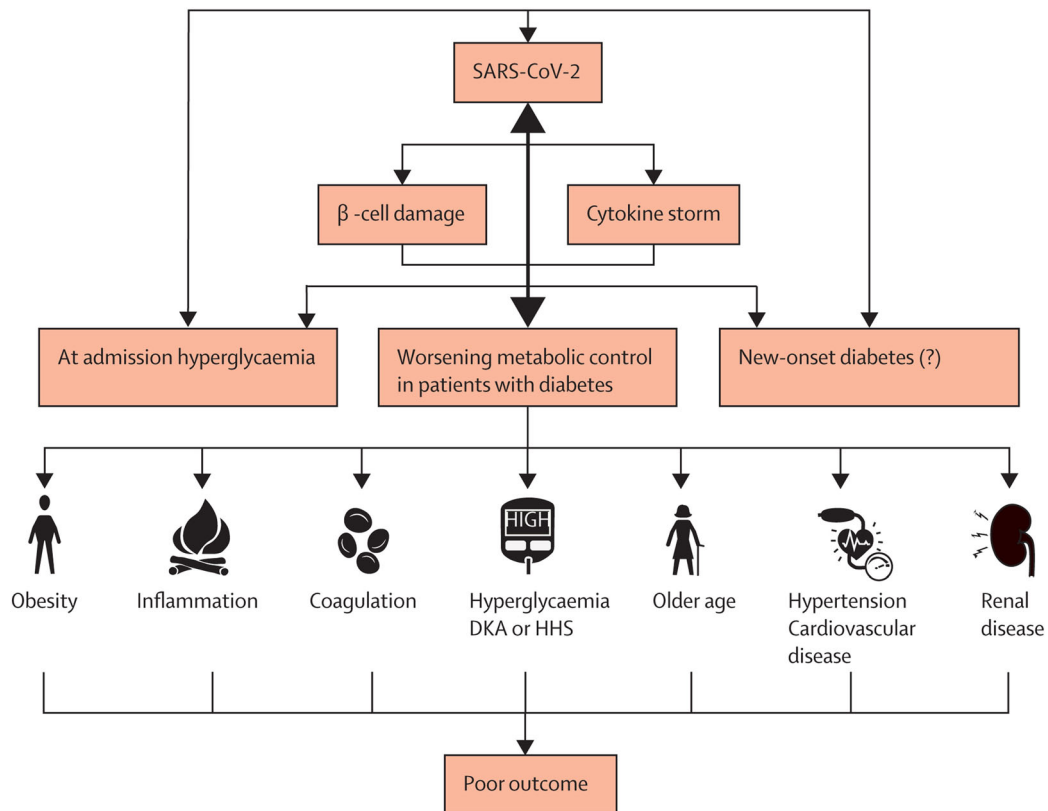 SARS-CoV-2
β -cell damage
Cytokine storm
At admission hyperglycaemia
Worsening metabolic control
in patients with diabetes
New-onset diabetes (?)
HIGH
Obesity
Inflammation
Coagulation
Hyperglycaemia
DKA or HHS
Older age
Hypertension
Cardiovascular
disease
Renal
disease
Poor outcome